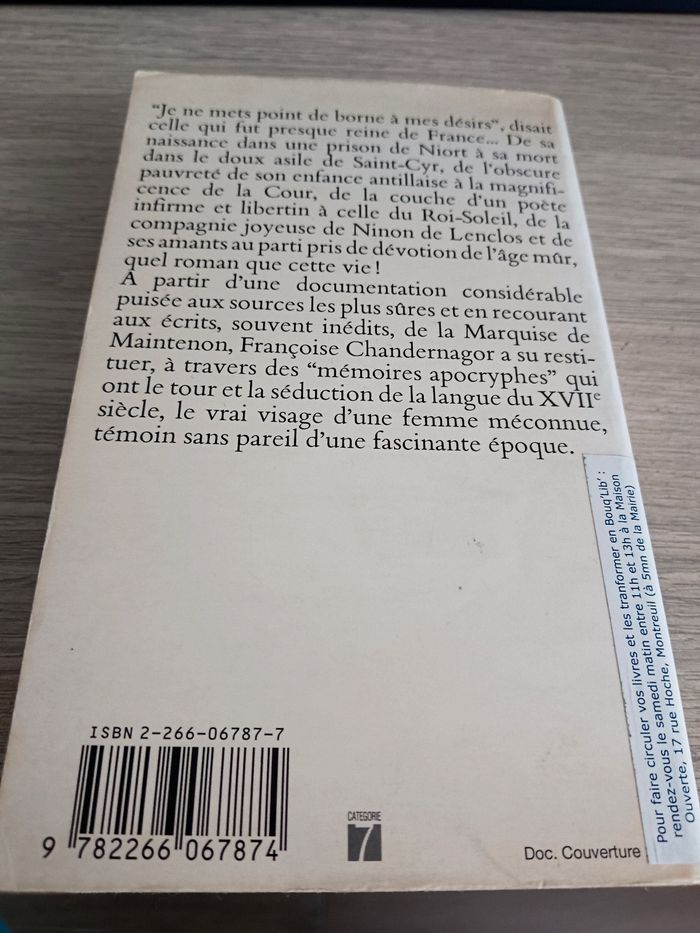 "Je ne mets point de borne à mes désirs", disait
celle qui fut presque reine de France... De sa
naissance dans une prison de Niort à sa mort
dans le doux asile de Saint-Cyr, de l'obscure
pauvreté de son enfance antillaise à la magnifi-
cence de la Cour, de la couche d'un poète
infirme et libertin à celle du Roi-Soleil, de la
compagnie joyeuse de Ninon de Lenclos et de
ses amants au parti pris de dévotion de l'âge mûr,
quel roman que cette vie !
A partir d'une documentation considérable
puisée aux sources les plus sûres et en recourant
aux écrits, souvent inédits, de la Marquise de
Maintenon, Françoise Chandernagor a su resti-
tuer, à travers des "mémoires apocryphes" qui
ont le tour et la séduction de la langue du XVIIe
siècle, le vrai visage d'une femme méconnue,
témoin sans pareil d'une fascinante époque.
Pour faire circuler vos livres et les tranformer en Bouq'Lib' :
rendez-vous le samedi matin entre 11h et 13h à la Maison
Ouverte, 17 rue Hoche, Montreuil (à 5mn de la Mairie)
ISBN 2-266-06787-7
9 782266 067874
CATEGORIE
7
Doc. Couverture